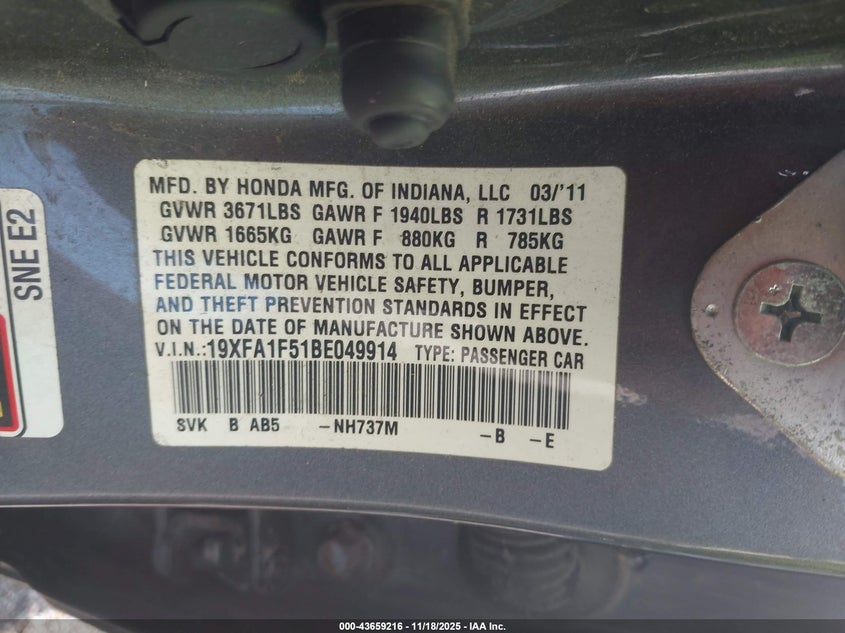 MFD. BY HONDA MFG. OF INDIANA, LLC 03/'11
GVWR 3671LBS GAWR F 1940LBS R 1731LBS
GVWR 1665KG GAWR F 880KG R 785KG
THIS VEHICLE CONFORMS TO ALL APPLICABLE
FEDERAL MOTOR VEHICLE SAFETY, BUMPER,
AND THEFT PREVENTION STANDARDS IN EFFECT
ON THE DATE OF MANUFACTURE SHOWN ABOVE.
V.I.N.:19XFA1F51BE049914 TYPE: PASSENGER CAR
SVK B AB5 -NH737M -B -E
SNE E2
000-43659216 - 11/18/2025 - IAA Inc.